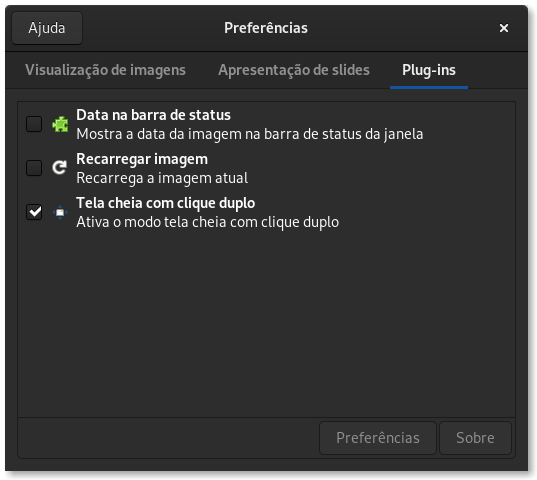 Ajuda
Preferências
Visualização de imagens
Apresentação de slides
Plug-ins
Data na barra de status
Mostra a data da imagem na barra de status da janela
Recarregar imagem
Recarrega a imagem atual
Tela cheia com clique duplo
Ativa o modo tela cheia com clique duplo
Preferências
Sobre